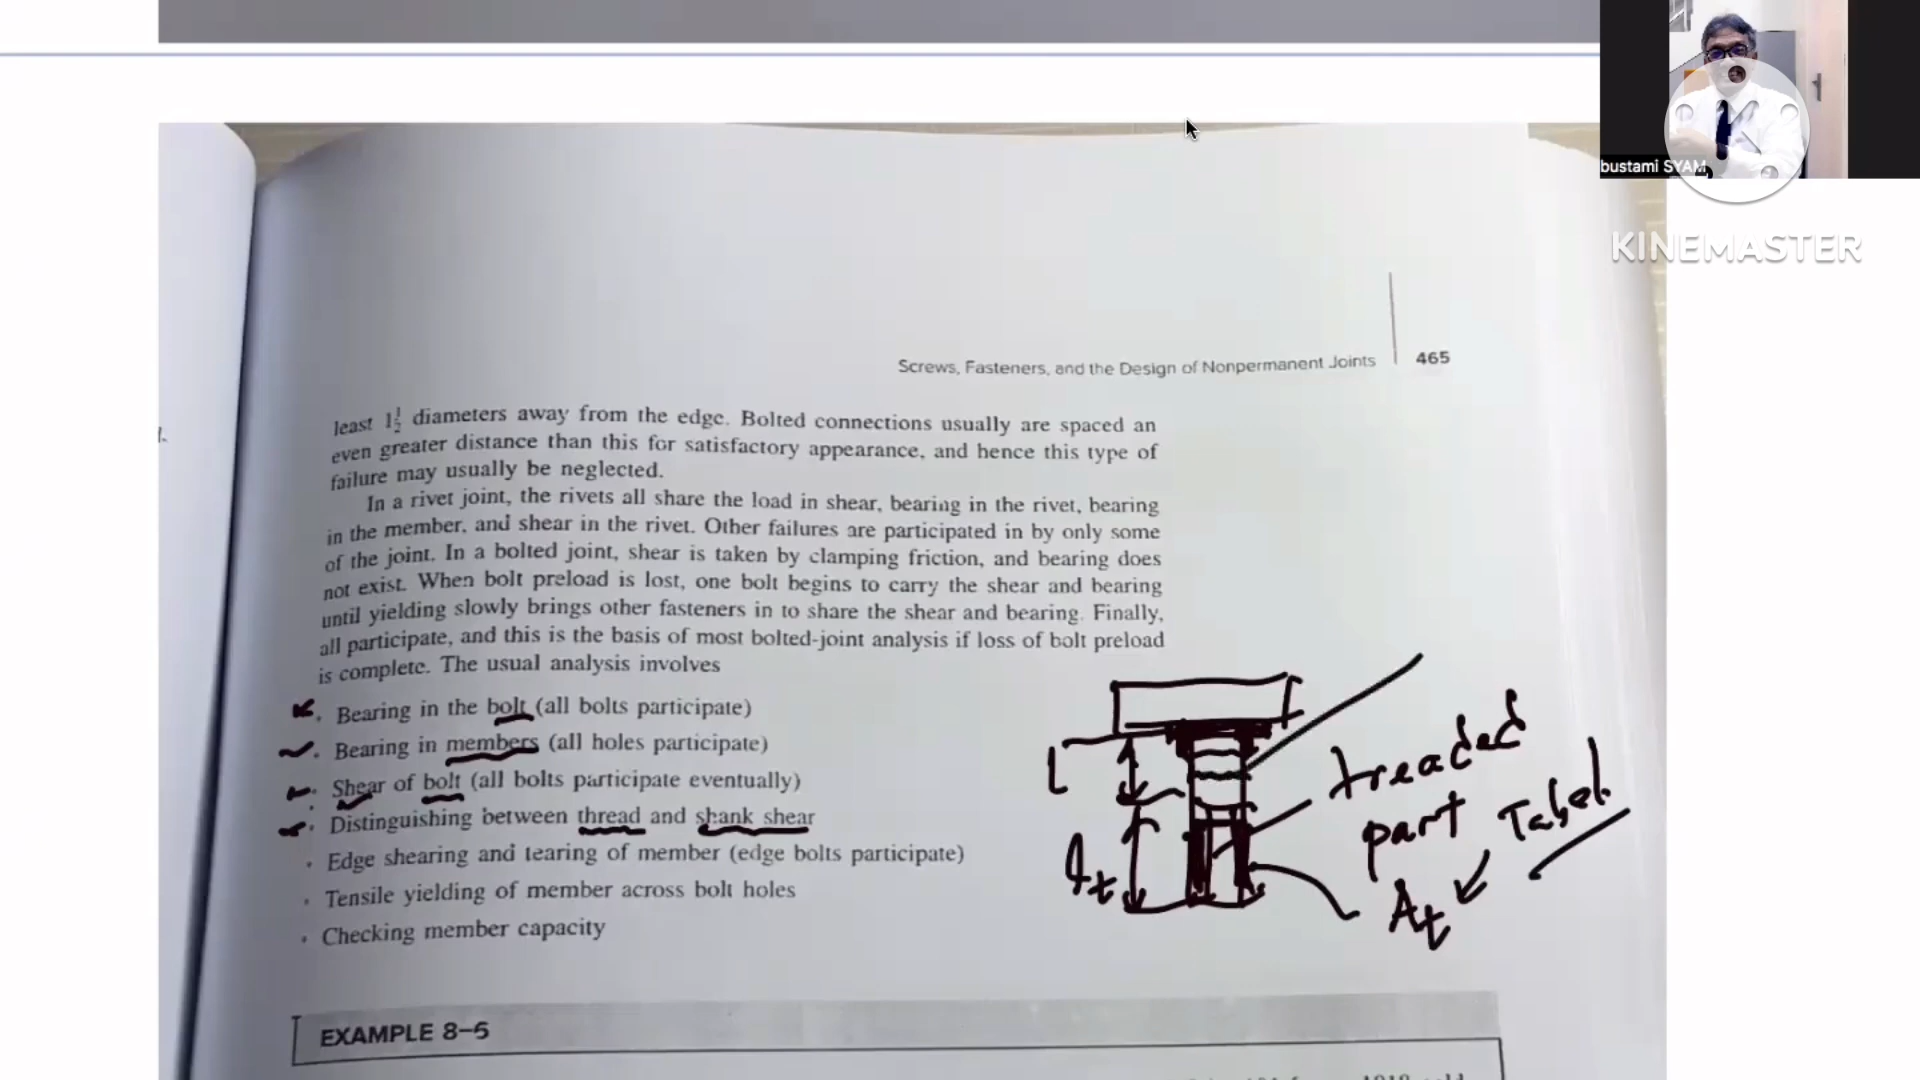 bustami SYAM
KINEMASTER
Screws, Fasteners, and the Design of Nonpermanent Joints 465
least 1 1/2 diameters away from the edge. Bolted connections usually are spaced an
even greater distance than this for satisfactory appearance, and hence this type of
failure may usually be neglected.
In a rivet joint, the rivets all share the load in shear, bearing in the rivet, bearing
in the member, and shear in the rivet. Other failures are participated in by only some
of the joint. In a bolted joint, shear is taken by clamping friction, and bearing does
not exist. When bolt preload is lost, one bolt begins to carry the shear and bearing
until yielding slowly brings other fasteners in to share the shear and bearing. Finally,
all participate, and this is the basis of most bolted-joint analysis if loss of bolt preload
is complete. The usual analysis involves
Bearing in the bolt (all bolts participate)
Bearing in members (all holes participate)
Shear of bolt (all bolts participate eventually)
Distinguishing between thread and shank shear
• Edge shearing and tearing of member (edge bolts participate)
• Tensile yielding of member across bolt holes
• Checking member capacity
treaded
part
Tabel
At
EXAMPLE 8–5